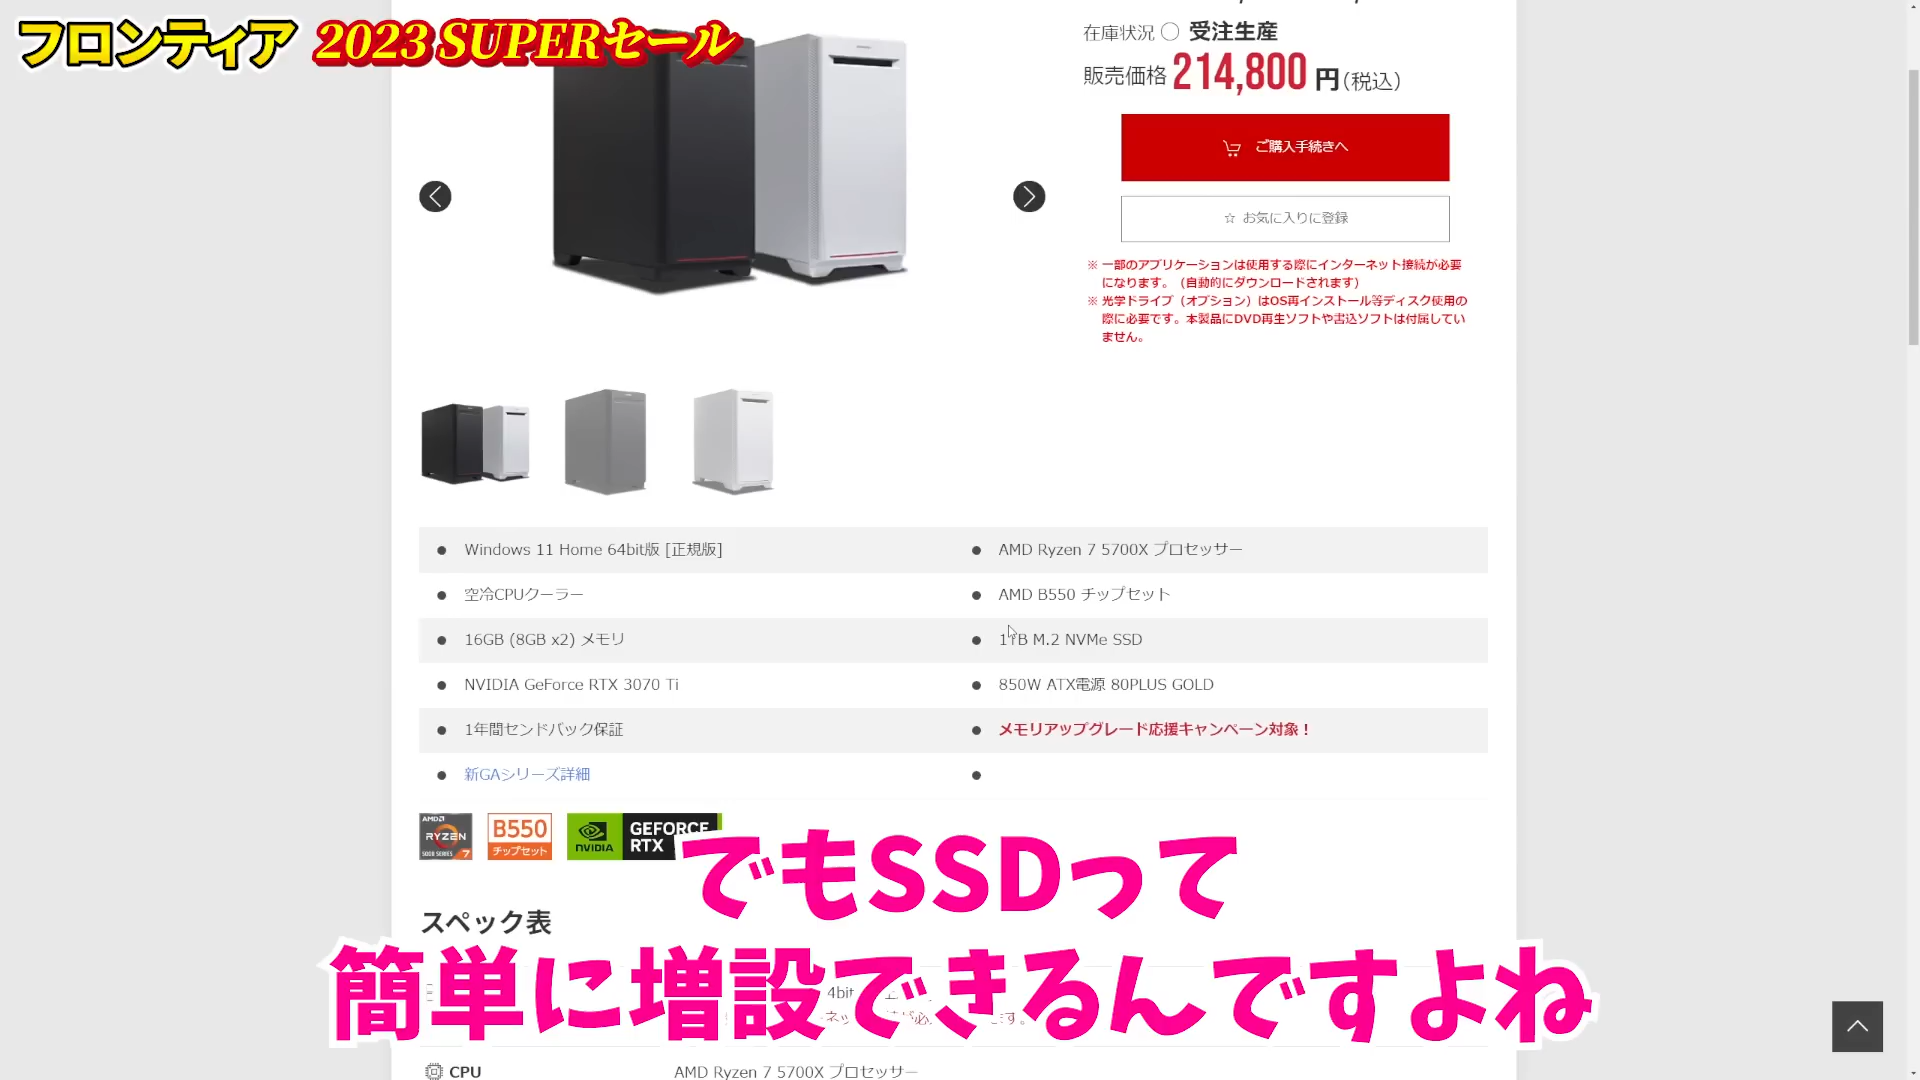 フロンティア 2023 SUPERセール
在庫状況 〇 受注生産
販売価格 214,800 円(税込)
ご購入手続きへ
☆ お気に入りに登録
※ 一部のアプリケーションは使用する際にインターネット接続が必要
になります。（自動的にダウンロードされます）
※ 光学ドライブ（オプション）はOS再インストール等ディスク使用の
際に必要です。本製品にDVD再生ソフトや書込ソフトは付属してい
ません。
● Windows 11 Home 64bit版 [正規版]
● AMD Ryzen 7 5700X プロセッサー
● 空冷CPUクーラー
● AMD B550 チップセット
● 16GB (8GB x2) メモリ
● 1TB M.2 NVMe SSD
● NVIDIA GeForce RTX 3070 Ti
● 850W ATX電源 80PLUS GOLD
● 1年間センドバック保証
● メモリアップグレード応援キャンペーン対象！
● 新GAシリーズ詳細
AMD
RYZEN
5000 SERIES 7
B550
チップセット
NVIDIA
GEFORCE
RTX
でもSSDって
スペック表
簡単に増設できるんですよね
CPU AMD Ryzen 7 5700X プロセッサー